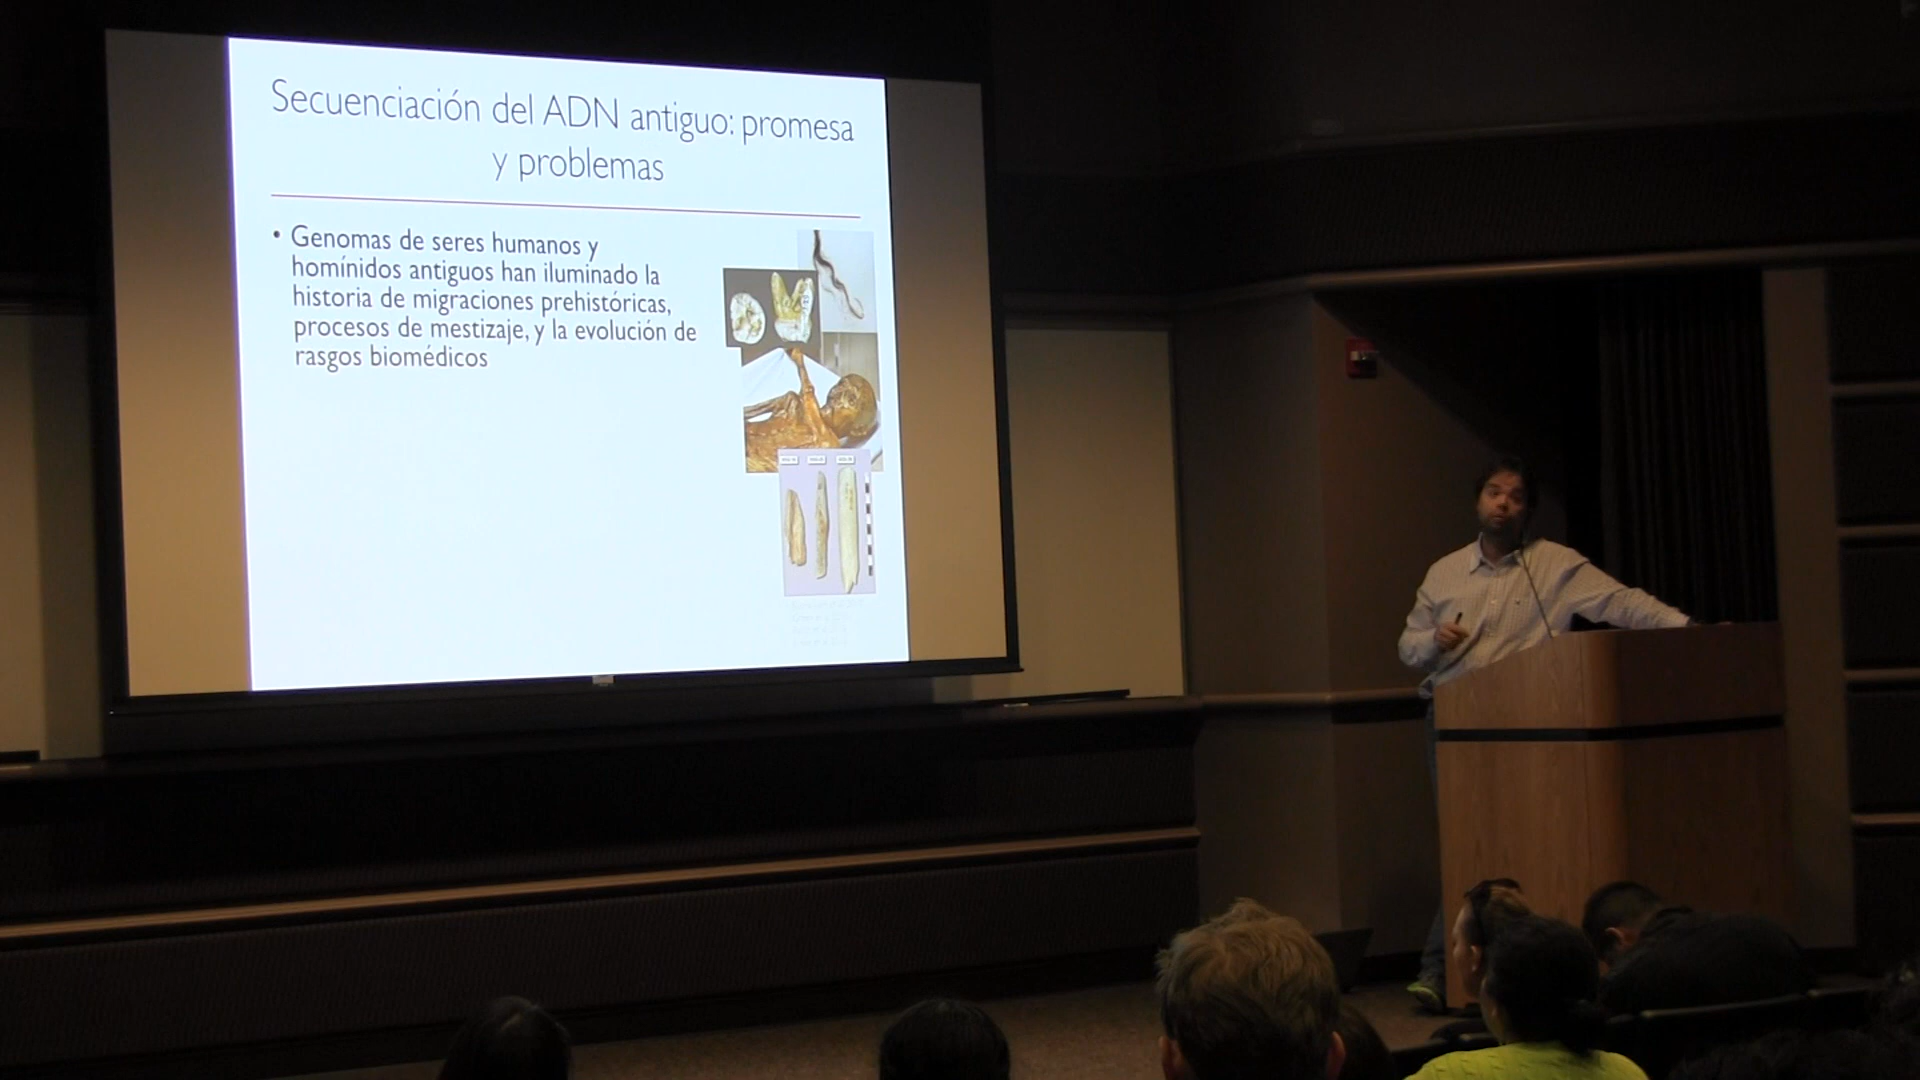 Secuenciación del ADN antiguo: promesa
y problemas
• Genomas de seres humanos y
homínidos antiguos han iluminado la
historia de migraciones prehistóricas,
procesos de mestizaje, y la evolución de
rasgos biomédicos